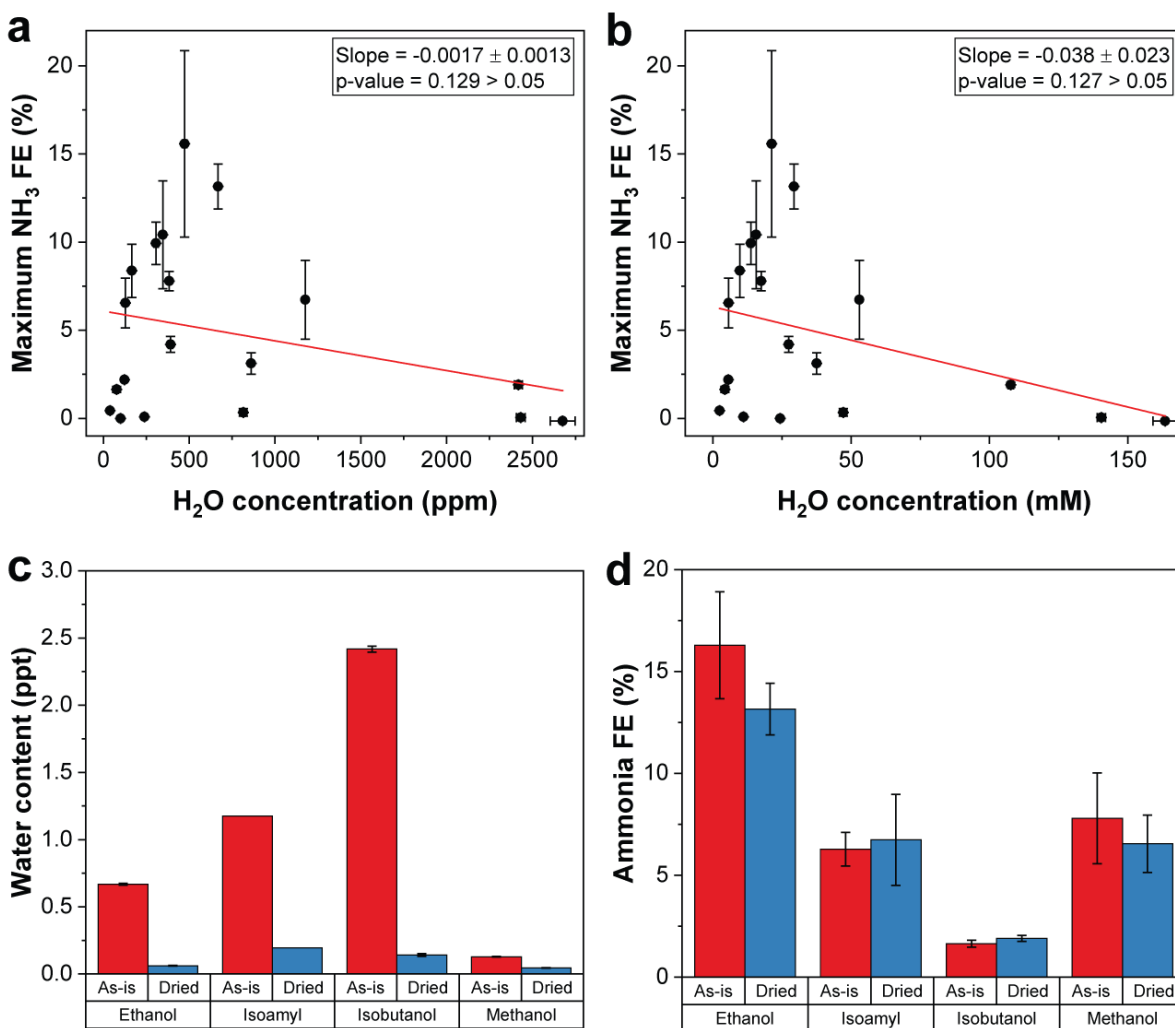 a
Slope = -0.0017 ± 0.0013
p-value = 0.129 > 0.05
Maximum NH₃ FE (%)
20
15
10
5
0
0 500 1000 1500 2000 2500
H₂O concentration (ppm)
b
Slope = -0.038 ± 0.023
p-value = 0.127 > 0.05
Maximum NH₃ FE (%)
20
15
10
5
0
0 50 100 150
H₂O concentration (mM)
c
Water content (ppt)
3.0
2.5
2.0
1.5
1.0
0.5
0.0
As-is Dried As-is Dried As-is Dried As-is Dried
Ethanol Isoamyl Isobutanol Methanol
d
Ammonia FE (%)
20
15
10
5
0
As-is Dried As-is Dried As-is Dried As-is Dried
Ethanol Isoamyl Isobutanol Methanol